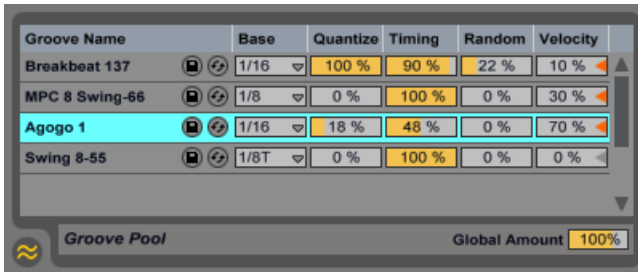 Groove Name Base Quantize Timing Random Velocity
Breakbeat 137 1/16 100 % 90 % 22 % 10 %
MPC 8 Swing-66 1/8 0 % 100 % 0 % 30 %
Agogo 1 1/16 18 % 48 % 0 % 70 %
Swing 8-55 1/8T 0 % 100 % 0 % 0 %
Groove Pool Global Amount 100%